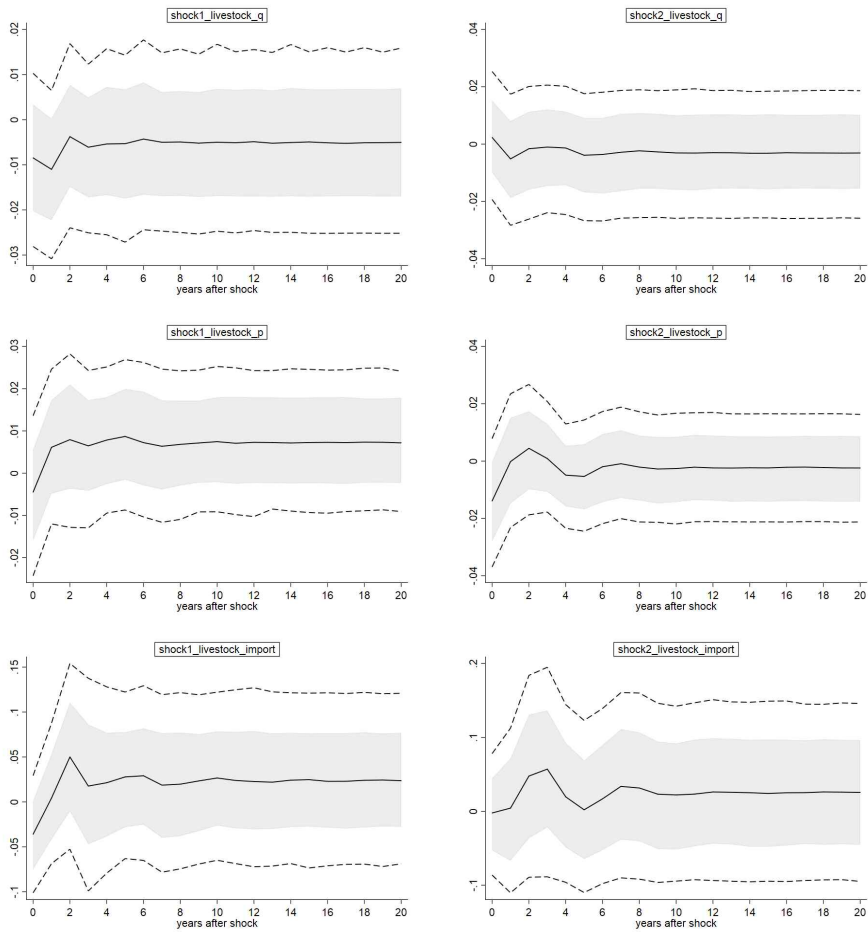 shock1_livestock_q
.02
.01
0
-.01
-.02
-.03
0 2 4 6 8 10 12 14 16 18 20
years after shock
shock2_livestock_q
.04
.02
0
-.02
-.04
0 2 4 6 8 10 12 14 16 18 20
years after shock
shock1_livestock_p
.03
.02
.01
0
-.01
-.02
0 2 4 6 8 10 12 14 16 18 20
years after shock
shock2_livestock_p
.04
.02
0
-.02
-.04
0 2 4 6 8 10 12 14 16 18 20
years after shock
shock1_livestock_import
.15
.1
.05
0
-.05
-.1
0 2 4 6 8 10 12 14 16 18 20
years after shock
shock2_livestock_import
.2
.1
0
-.1
0 2 4 6 8 10 12 14 16 18 20
years after shock